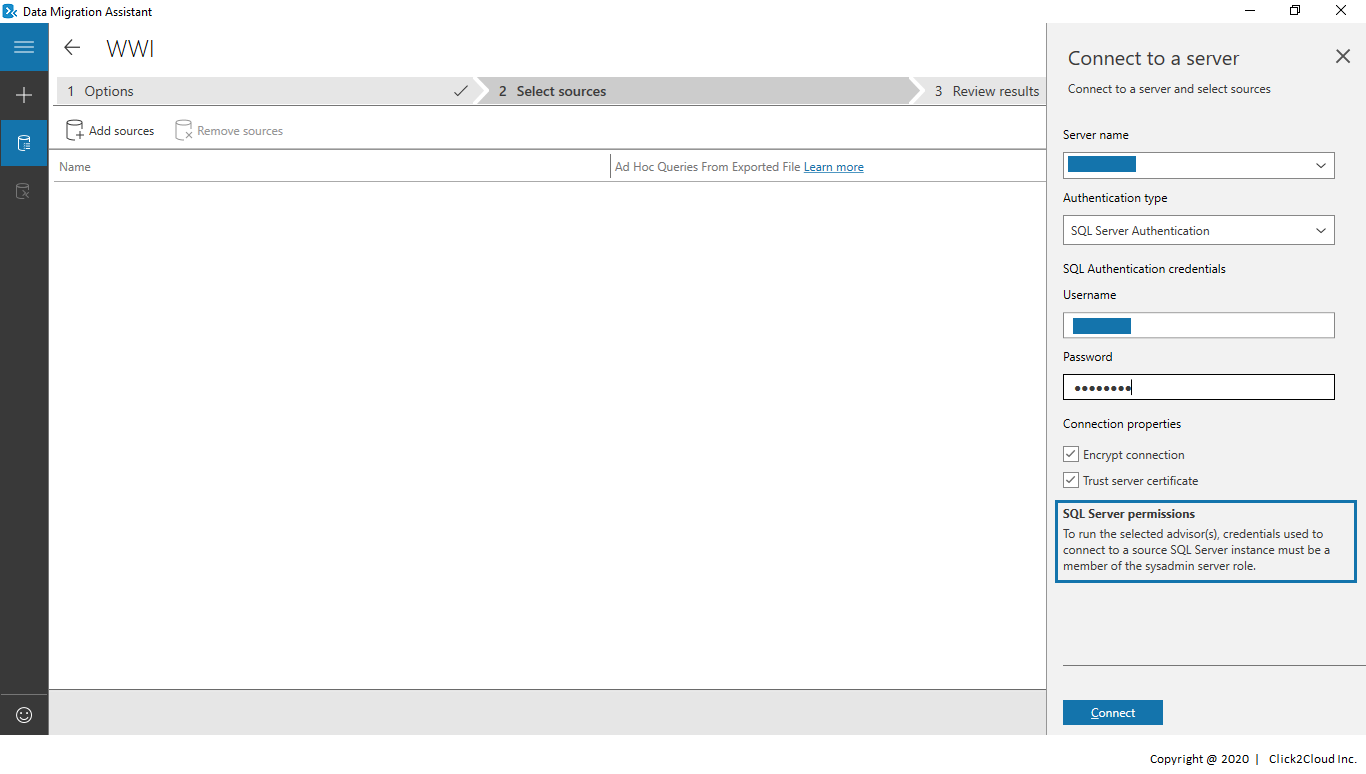 Data Migration Assistant
WWI
1 Options
2 Select sources
3 Review results
Add sources
Remove sources
Name
Ad Hoc Queries From Exported File Learn more
Connect to a server
Connect to a server and select sources
Server name
Authentication type
SQL Server Authentication
SQL Authentication credentials
Username
Password
••••••••
Connection properties
Encrypt connection
Trust server certificate
SQL Server permissions
To run the selected advisor(s), credentials used to
connect to a source SQL Server instance must be a
member of the sysadmin server role.
Connect
Copyright @ 2020 | Click2Cloud Inc.